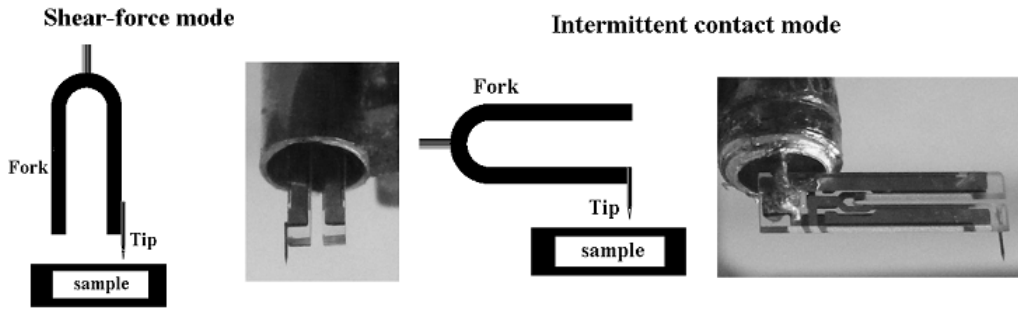 Shear-force mode
Intermittent contact mode
Fork
Fork
Tip
sample
Tip
sample